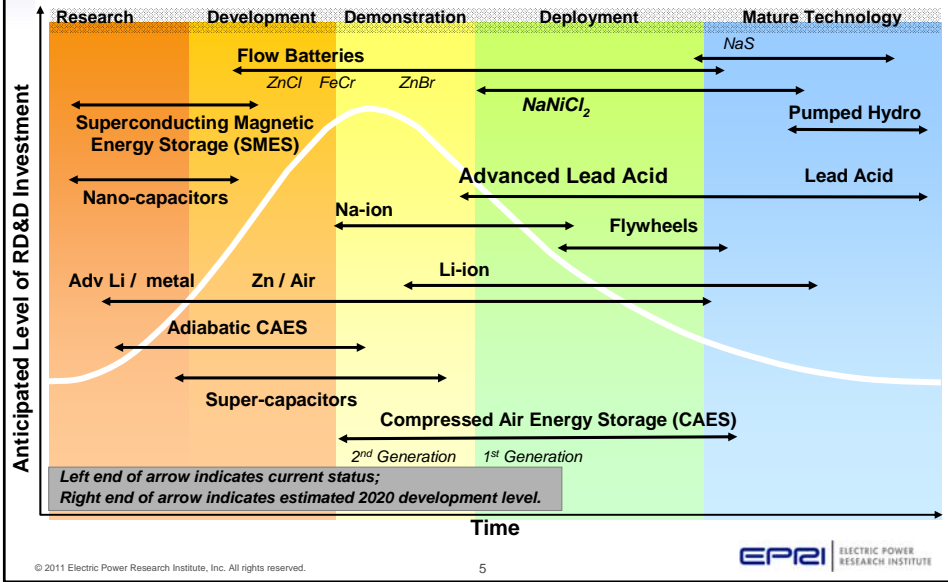 Research
Development
Demonstration
Deployment
Mature Technology
NaS
Flow Batteries
ZnCl
FeCr
ZnBr
NaNiCl2
Pumped Hydro
Superconducting Magnetic
Energy Storage (SMES)
Advanced Lead Acid
Lead Acid
Nano-capacitors
Na-ion
Flywheels
Li-ion
Adv Li / metal
Zn / Air
Adiabatic CAES
Super-capacitors
Compressed Air Energy Storage (CAES)
2nd Generation
1st Generation
Left end of arrow indicates current status;
Right end of arrow indicates estimated 2020 development level.
Anticipated Level of RD&D Investment
Time
© 2011 Electric Power Research Institute, Inc. All rights reserved.
5
EPRI
ELECTRIC POWER
RESEARCH INSTITUTE